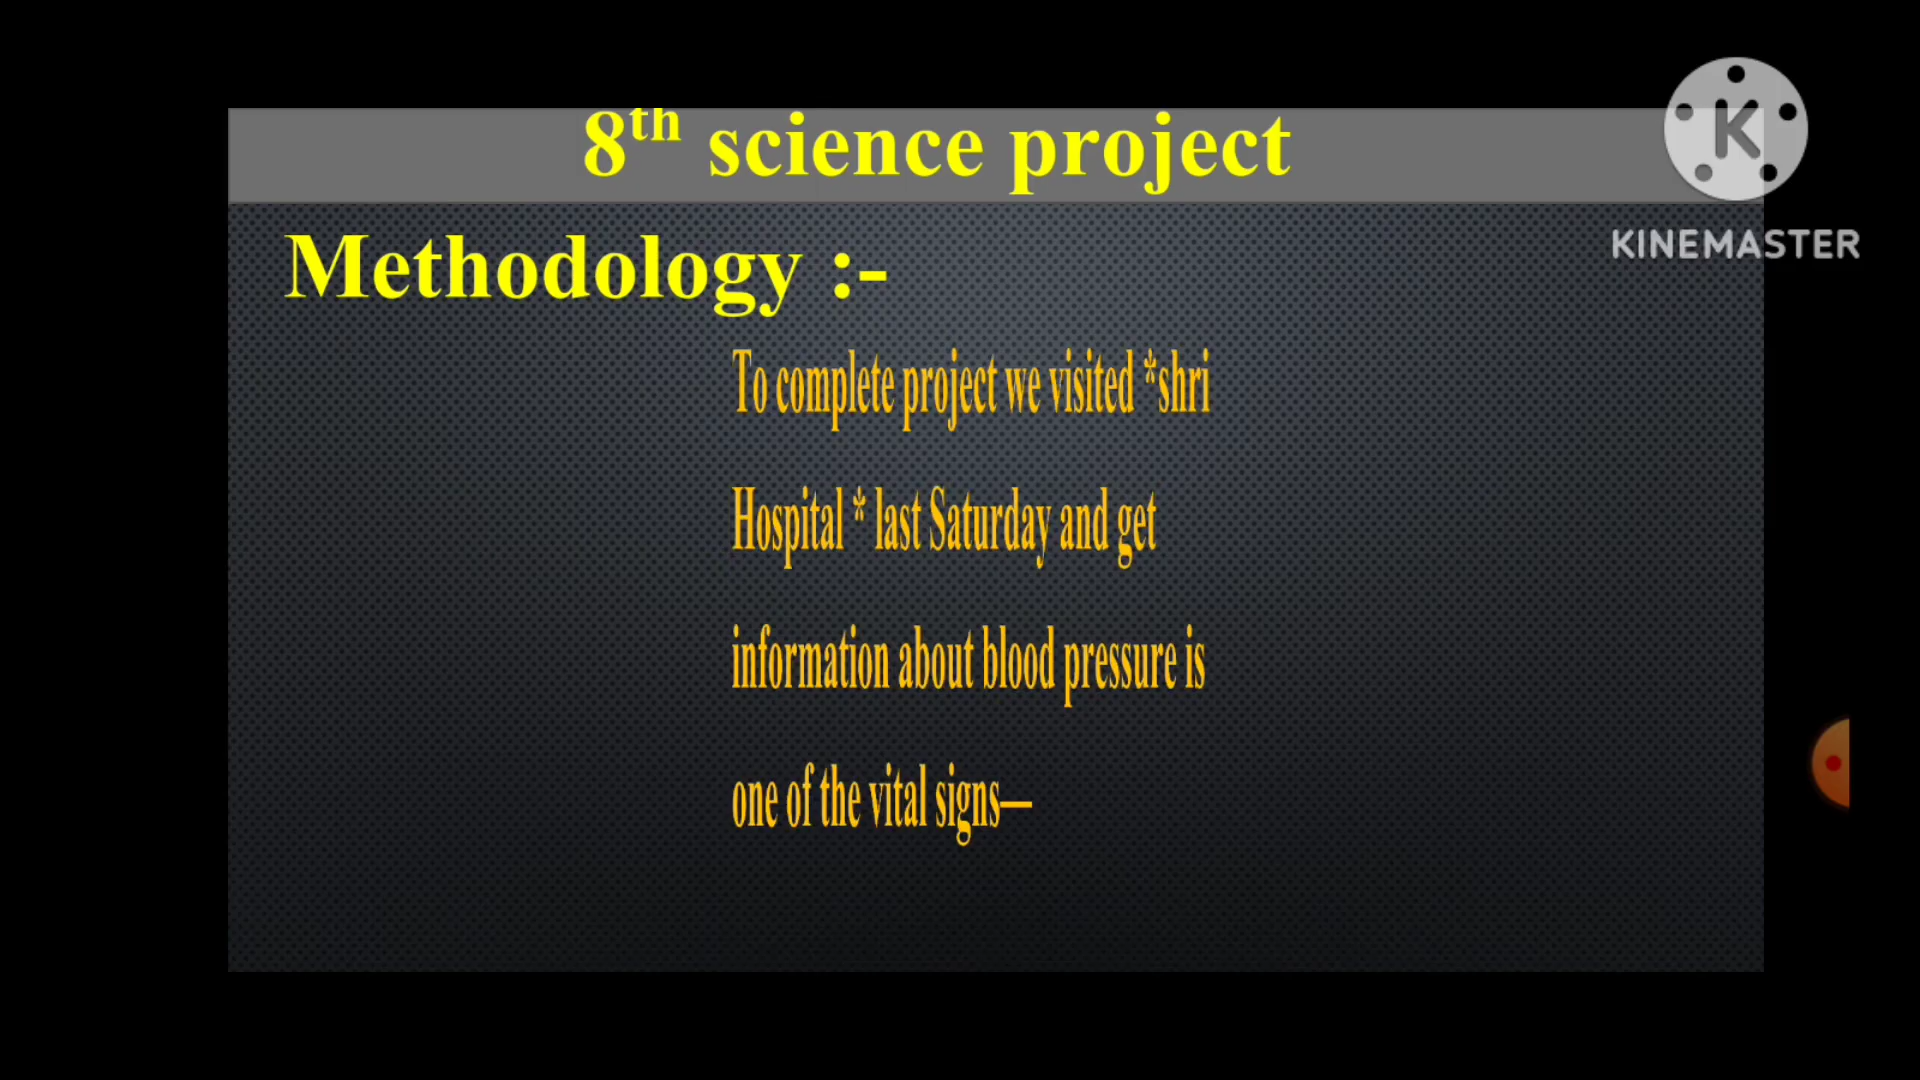 8th science project
K
KINEMASTER
Methodology :-
To complete project we visited *shri
Hospital * last Saturday and get
information about blood pressure is
one of the vital signs—